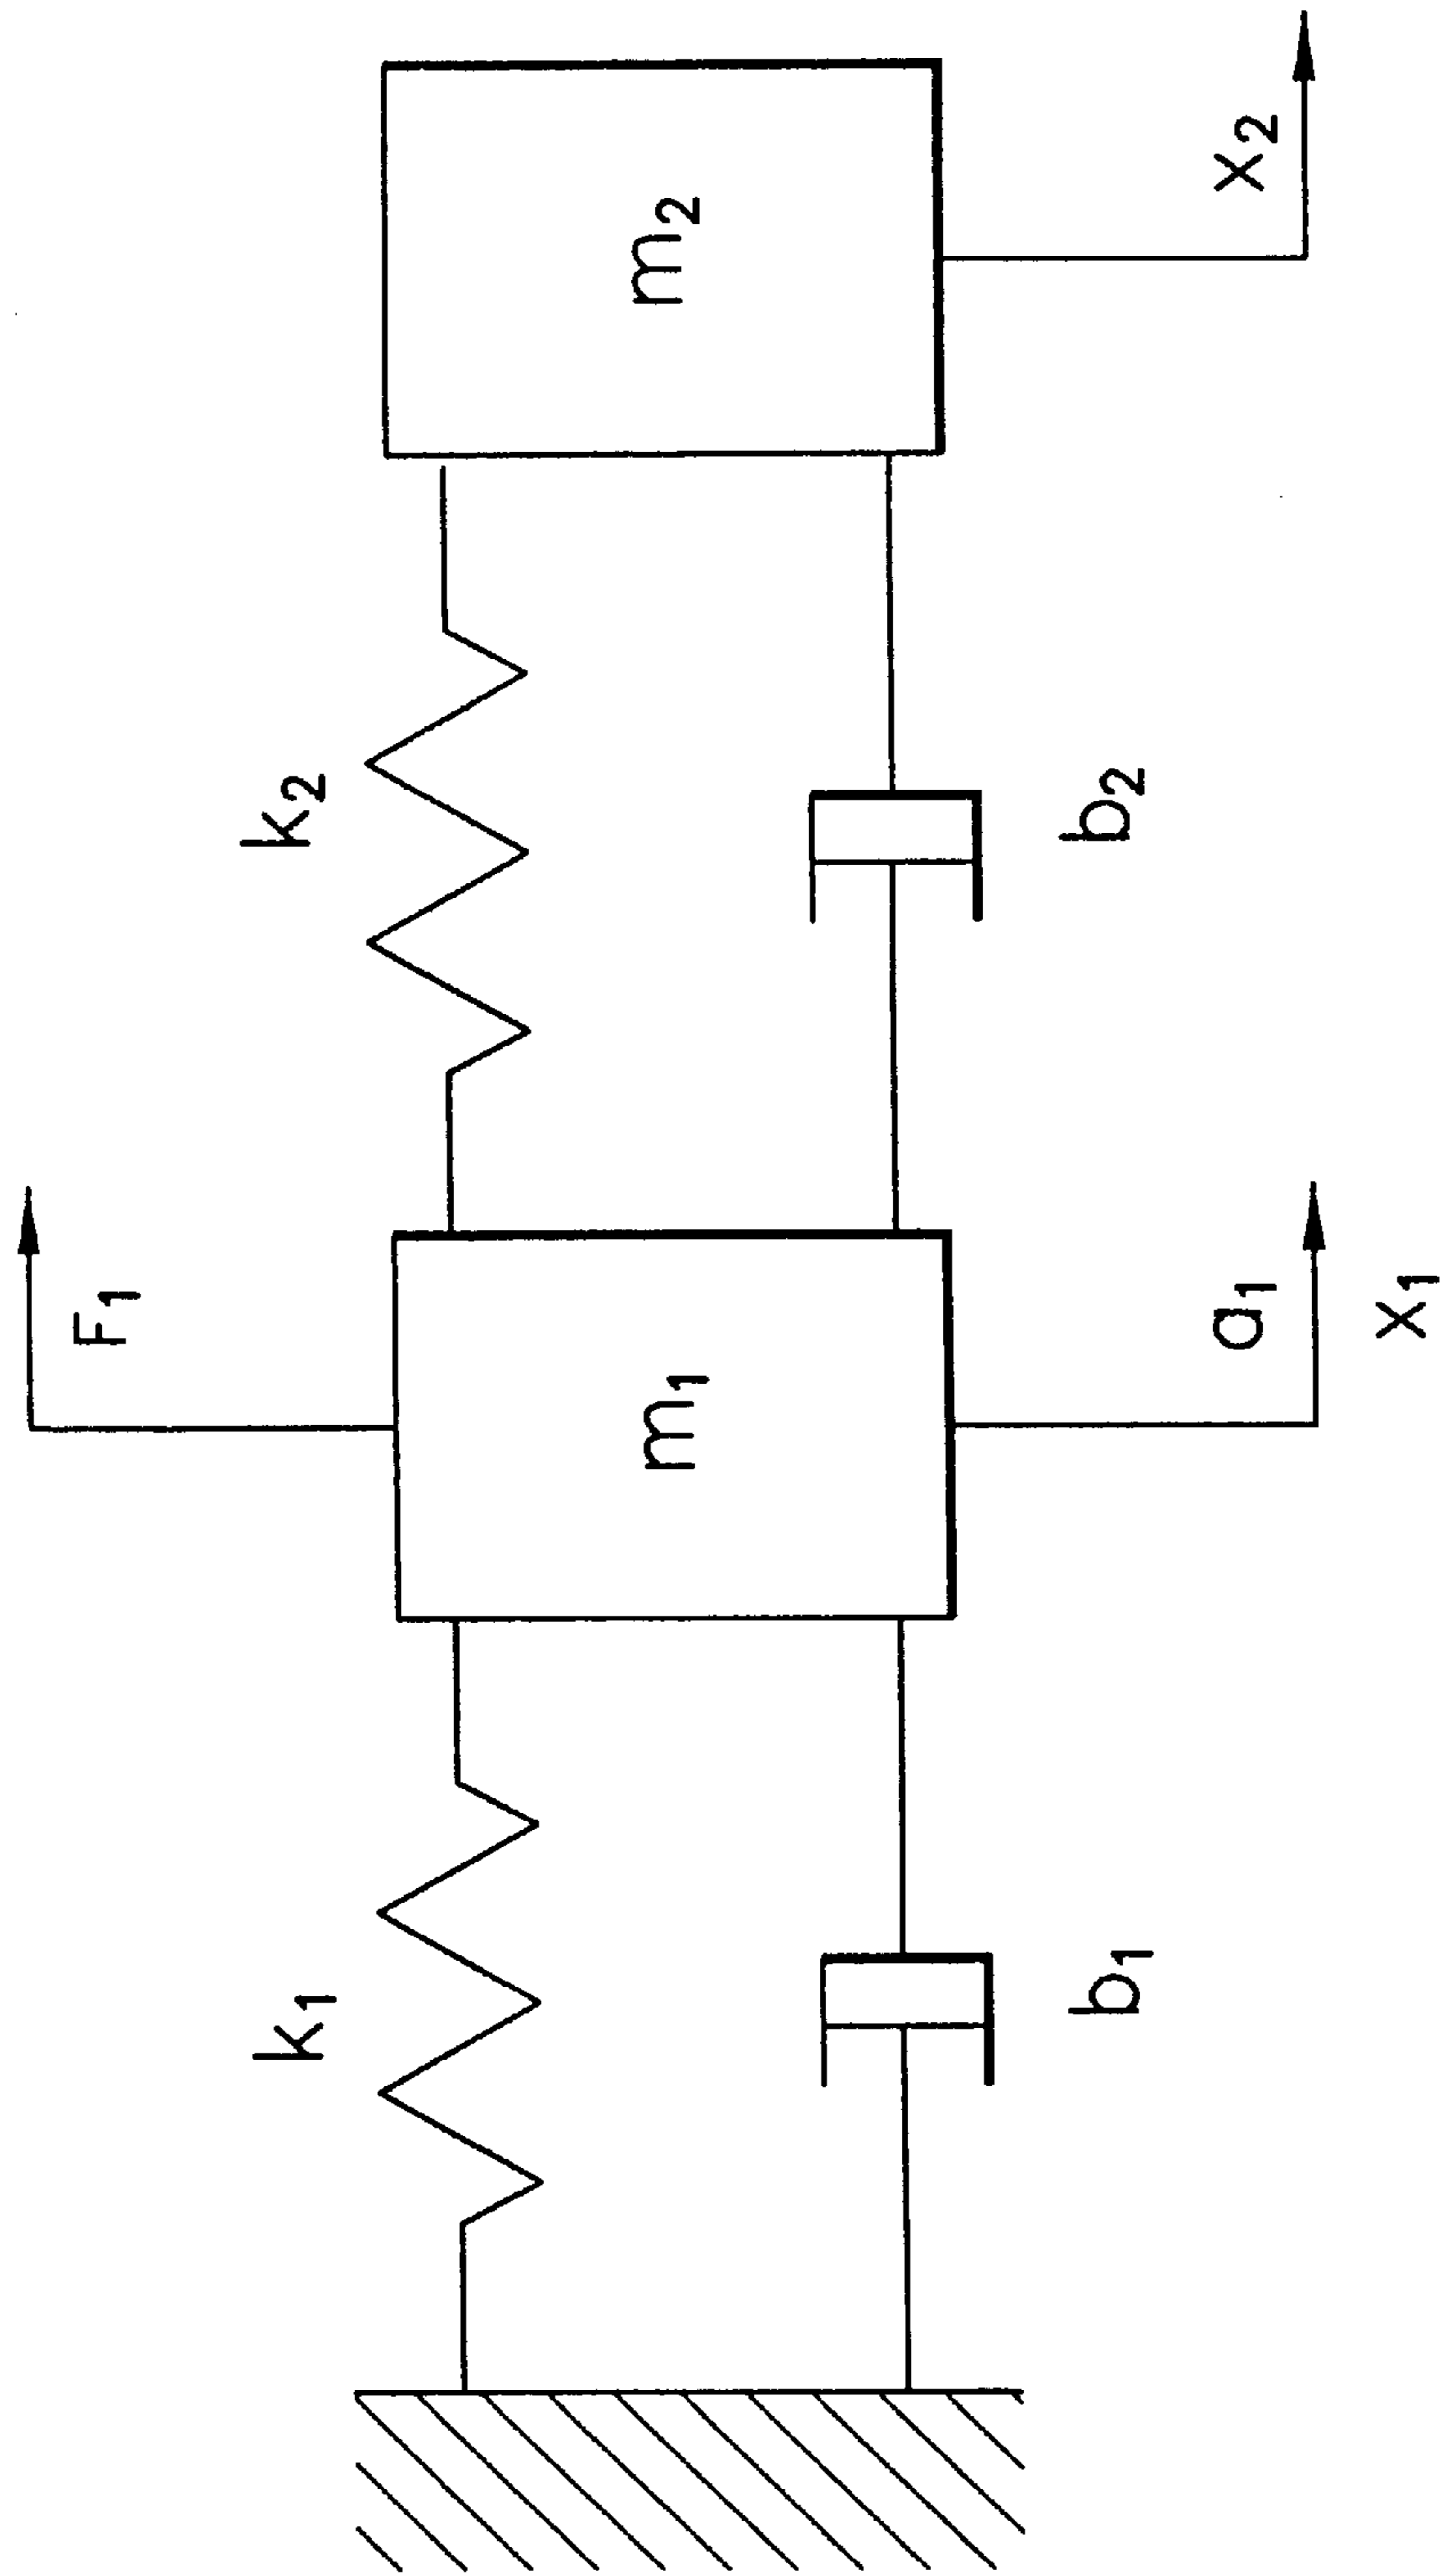 F₁
k₁
k₂
m₁
m₂
b₁
b₂
a₁
x₂
x₁